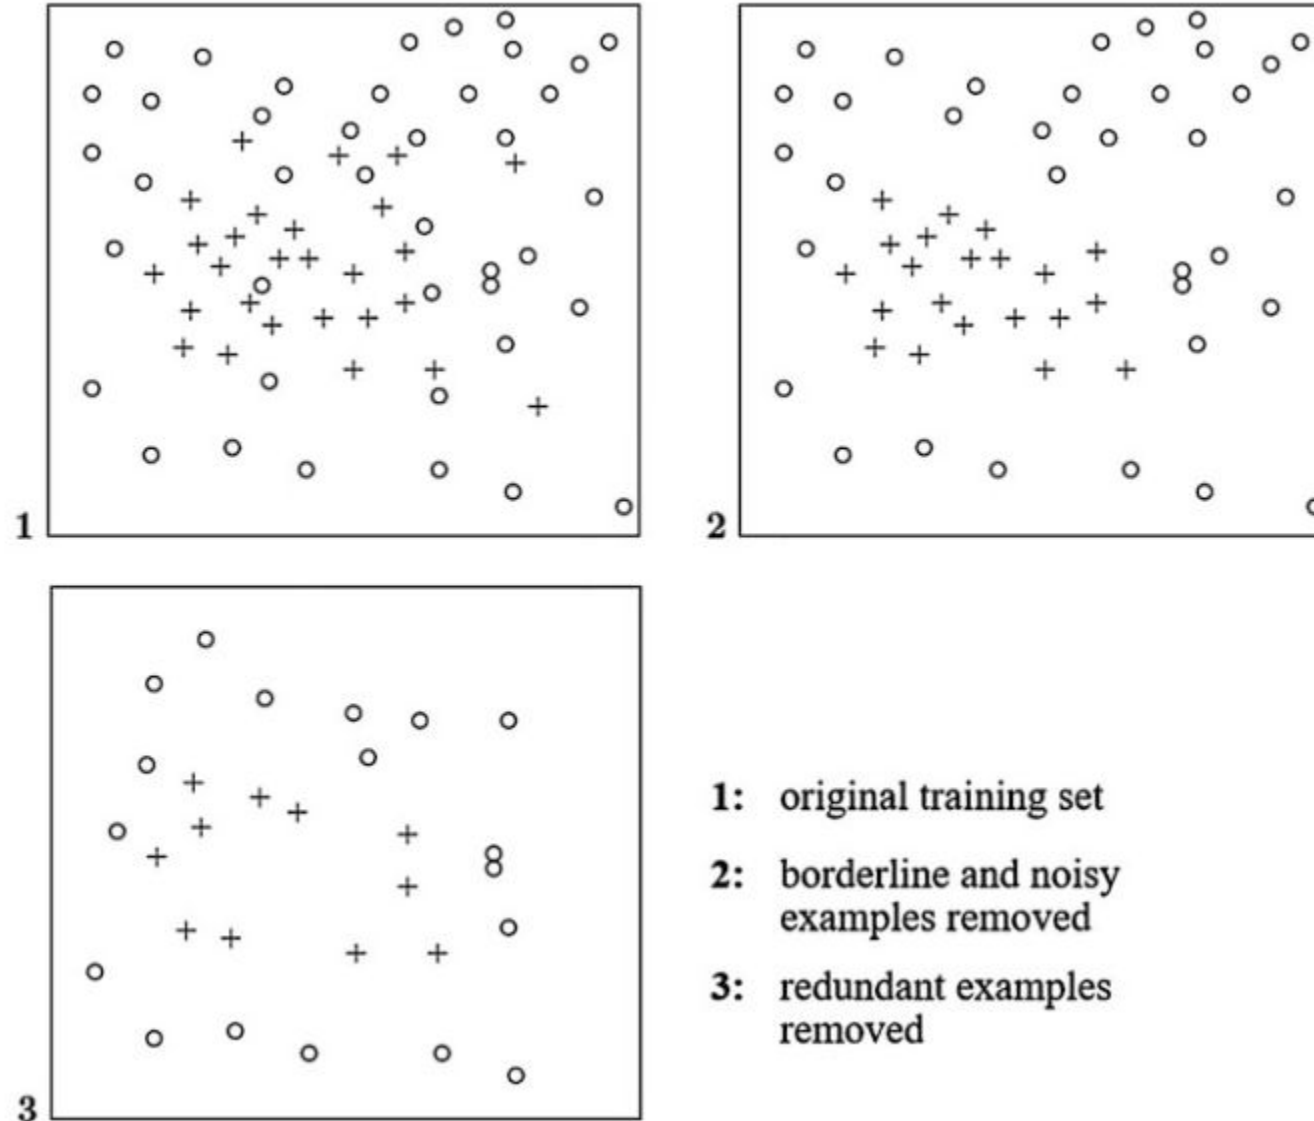 1
2
3
1: original training set
2: borderline and noisy
examples removed
3: redundant examples
removed